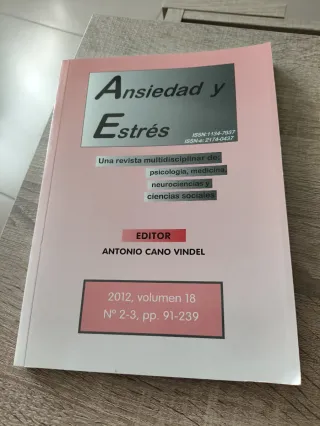 Ansiedad y
Estrés
ISSN:1134-7937
ISSN-e: 2174-0437
Una revista multidisciplinar de:
psicología, medicina,
neurociencias y
ciencias sociales
EDITOR
ANTONIO CANO VINDEL
2012, volumen 18
Nº 2-3, pp. 91-239